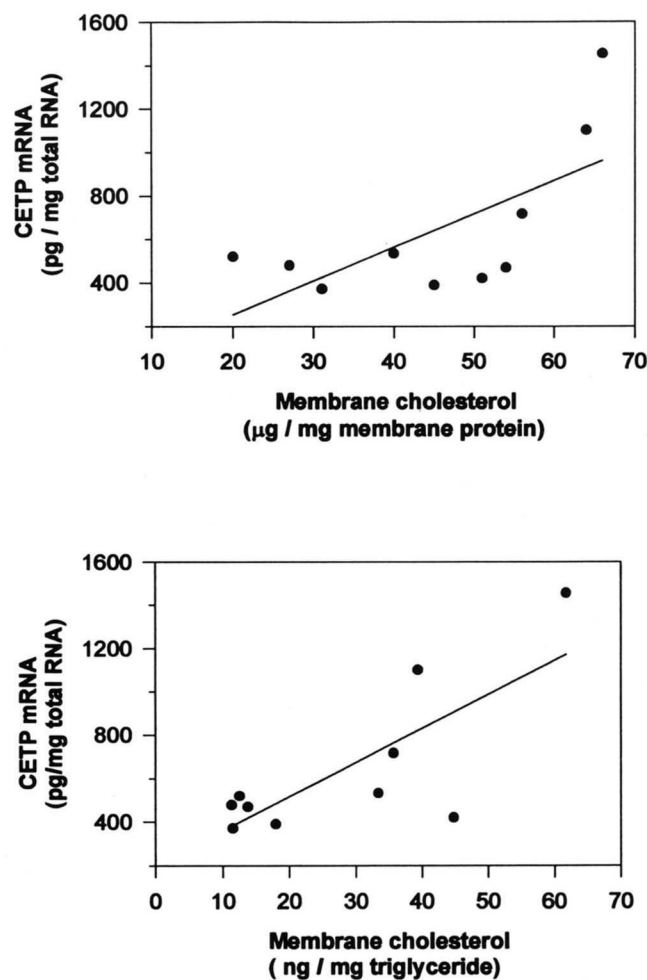 1600
1200
800
400
CETP mRNA
(pg / mg total RNA)
10 20 30 40 50 60 70
Membrane cholesterol
(μg / mg membrane protein)
1600
1200
800
400
CETP mRNA
(pg/mg total RNA)
0 10 20 30 40 50 60 70
Membrane cholesterol
( ng / mg triglyceride)